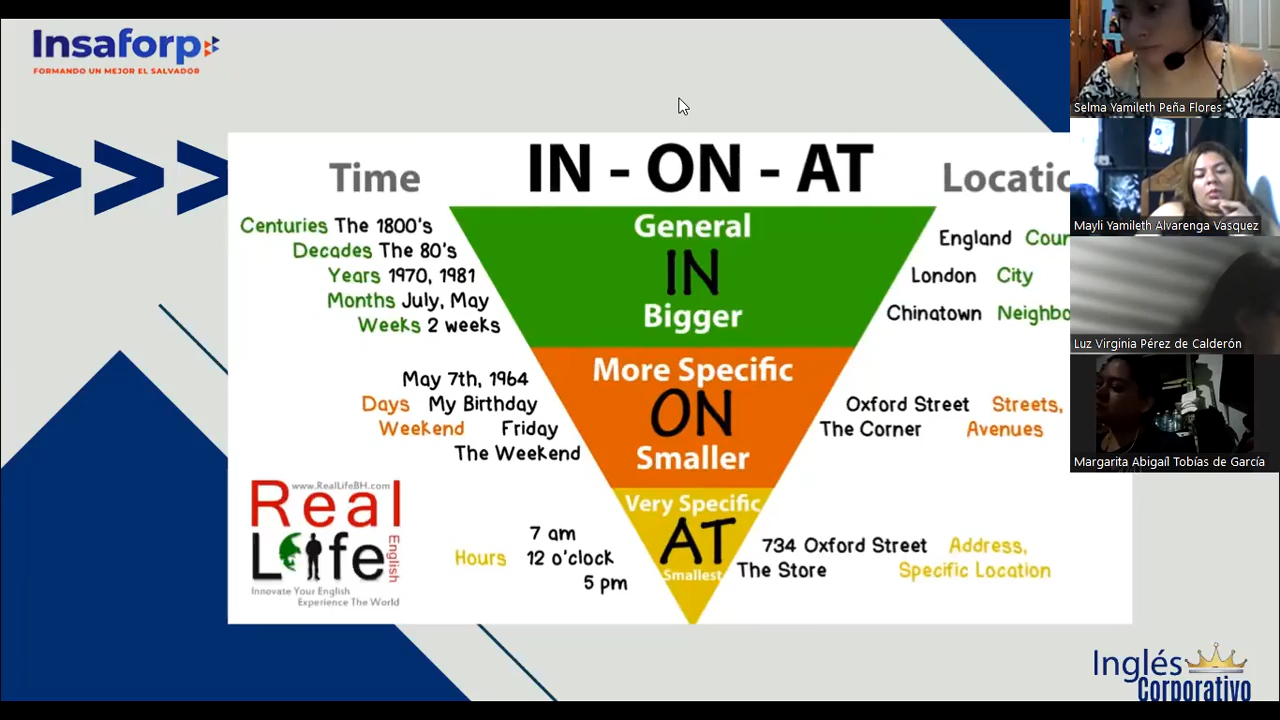 Insaforp
FORMANDO UN MEJOR EL SALVADOR
Time
IN - ON - AT
Locatio
Centuries The 1800's
Decades The 80's
Years 1970, 1981
Months July, May
Weeks 2 weeks
General
IN
Bigger
England Coun
London City
Chinatown Neighbo
May 7th, 1964
Days My Birthday
Weekend Friday
The Weekend
More Specific
ON
Smaller
Oxford Street Streets,
The Corner Avenues
7 am
Hours 12 o'clock
5 pm
Very Specific
AT
Smallest
734 Oxford Street Address,
The Store Specific Location
www.RealLifeBH.com
Real
Life
English
Innovate Your English
Experience The World
Selma Yamileth Peña Flores
Mayli Yamileth Alvarenga Vasquez
Luz Virginia Pérez de Calderón
Margarita Abigaíl Tobías de García
Inglés
Corporativo